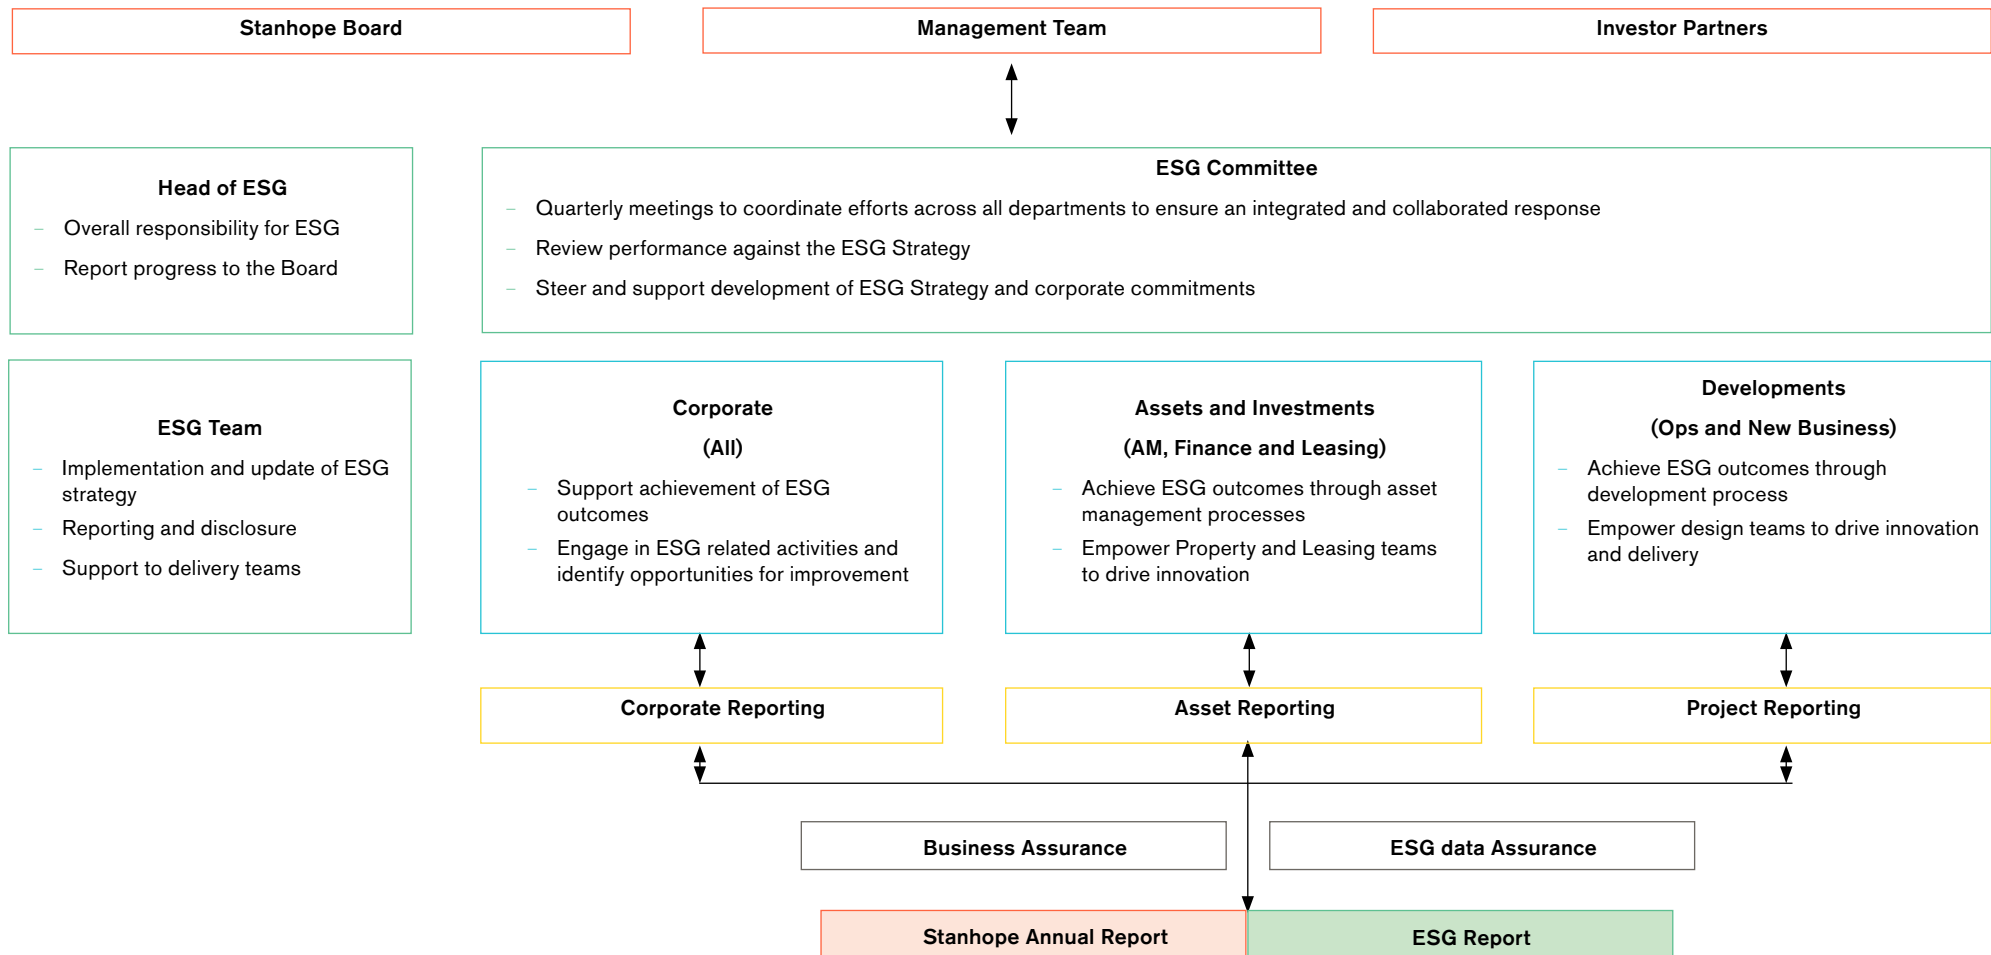 Stanhope Board
Management Team
Investor Partners
Head of ESG
– Overall responsibility for ESG
– Report progress to the Board
ESG Committee
– Quarterly meetings to coordinate efforts across all departments to ensure an integrated and collaborated response
– Review performance against the ESG Strategy
– Steer and support development of ESG Strategy and corporate commitments
ESG Team
– Implementation and update of ESG
strategy
– Reporting and disclosure
– Support to delivery teams
Corporate
(All)
– Support achievement of ESG
outcomes
– Engage in ESG related activities and
identify opportunities for improvement
Assets and Investments
(AM, Finance and Leasing)
– Achieve ESG outcomes through asset
management processes
– Empower Property and Leasing teams
to drive innovation
Developments
(Ops and New Business)
– Achieve ESG outcomes through
development process
– Empower design teams to drive innovation
and delivery
Corporate Reporting
Asset Reporting
Project Reporting
Business Assurance
ESG data Assurance
Stanhope Annual Report
ESG Report